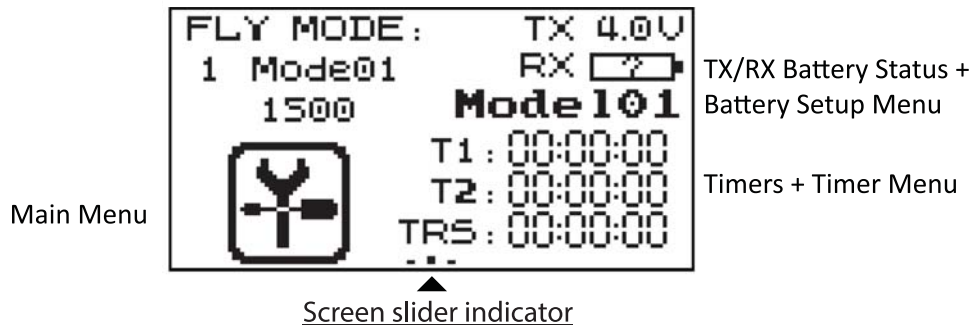 FLY MODE: TX 4.0V
1 Mode01 RX ?
TX/RX Battery Status +
1500 Model01
Battery Setup Menu
T1: 00:00:00
T2: 00:00:00
Timers + Timer Menu
Main Menu
TRS: 00:00:00
Screen slider indicator